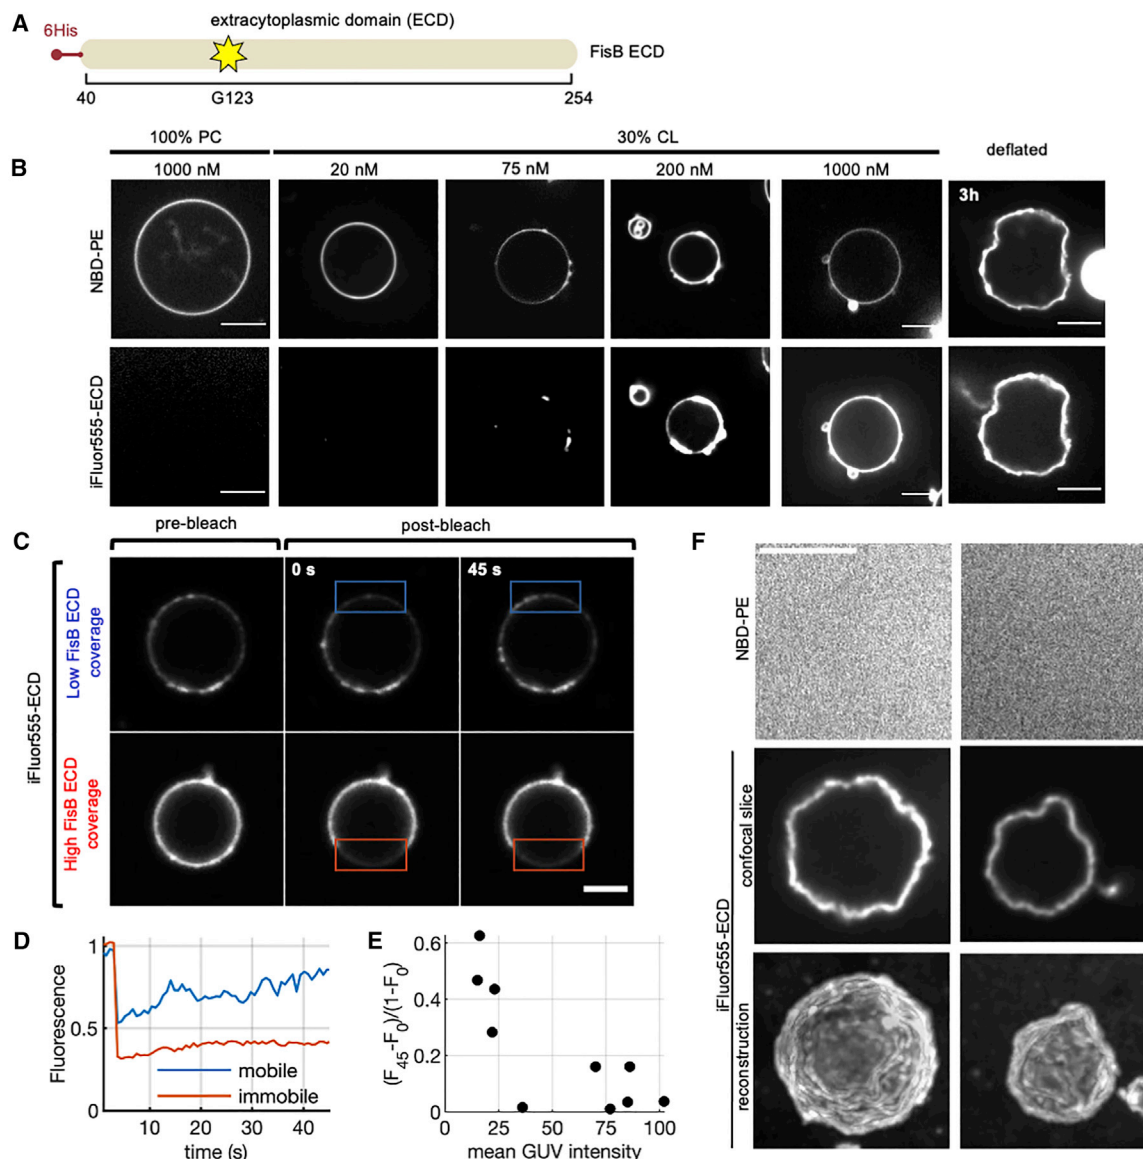 A
extracytoplasmic domain (ECD)
6His
FisB ECD
40 G123 254
B
100% PC 30% CL deflated
1000 nM 20 nM 75 nM 200 nM 1000 nM
3h
NBD-PE
iFluor555-ECD
C
pre-bleach post-bleach
0 s 45 s
iFluor555-ECD
Low FisB ECD
coverage
High FisB ECD
coverage
D
Fluorescence
1
0.5
0
mobile
immobile
10 20 30 40
time (s)
E
(F45-F0)/(1-F0)
0.6
0.4
0.2
0
0 25 50 75 100
mean GUV intensity
F
NBD-PE
iFluor555-ECD
confocal slice
reconstruction